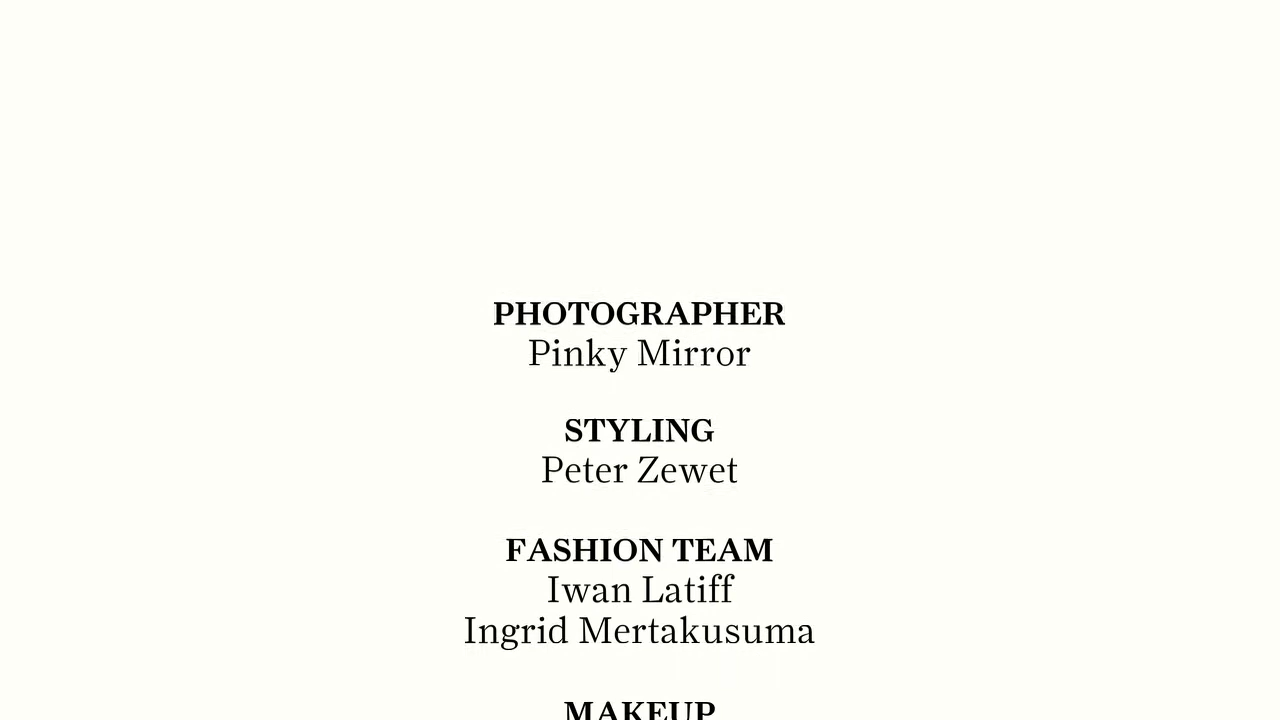 PHOTOGRAPHER
Pinky Mirror
STYLING
Peter Zewet
FASHION TEAM
Iwan Latiff
Ingrid Mertakusuma
MAKEUP